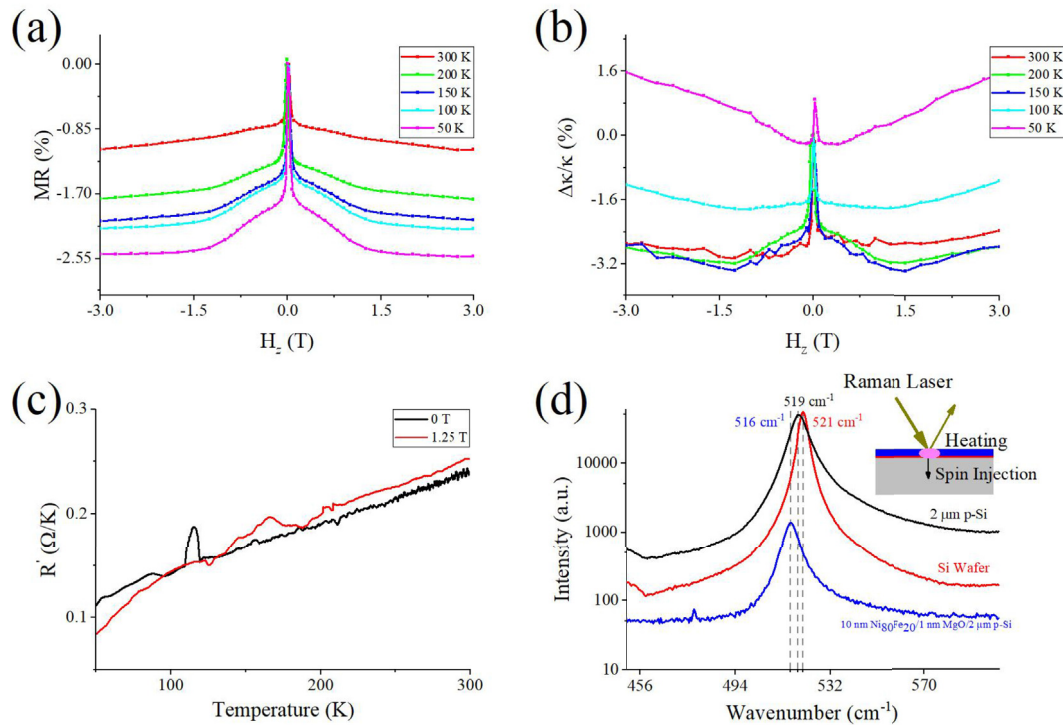 (a)
0.00
-0.85
-1.70
-2.55
MR (%)
300 K
200 K
150 K
100 K
50 K
-3.0
-1.5
0.0
1.5
3.0
Hz (T)
(b)
1.6
0.0
-1.6
-3.2
Δκ/κ (%)
300 K
200 K
150 K
100 K
50 K
-3.0
-1.5
0.0
1.5
3.0
Hz (T)
(c)
0.3
0.2
0.1
R' (Ω/K)
0 T
1.25 T
100
200
300
Temperature (K)
(d)
10000
1000
100
10
Intensity (a.u.)
519 cm⁻¹
516 cm⁻¹
521 cm⁻¹
Raman Laser
Heating
Spin Injection
2 μm p-Si
Si Wafer
10 nm Ni80Fe20/1 nm MgO/2 μm p-Si
456
494
532
570
Wavenumber (cm⁻¹)